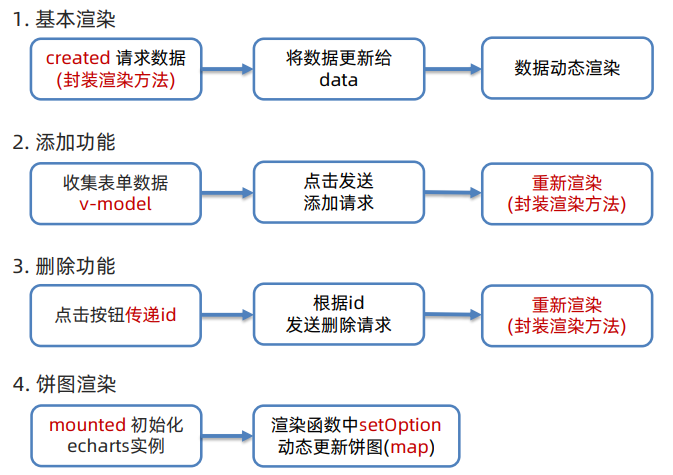 1. 基本渲染
created 请求数据
(封装渲染方法)
将数据更新给
data
数据动态渲染
2. 添加功能
收集表单数据
v-model
点击发送
添加请求
重新渲染
(封装渲染方法)
3. 删除功能
点击按钮传递id
根据id
发送删除请求
重新渲染
(封装渲染方法)
4. 饼图渲染
mounted 初始化
echarts实例
渲染函数中setOption
动态更新饼图(map)